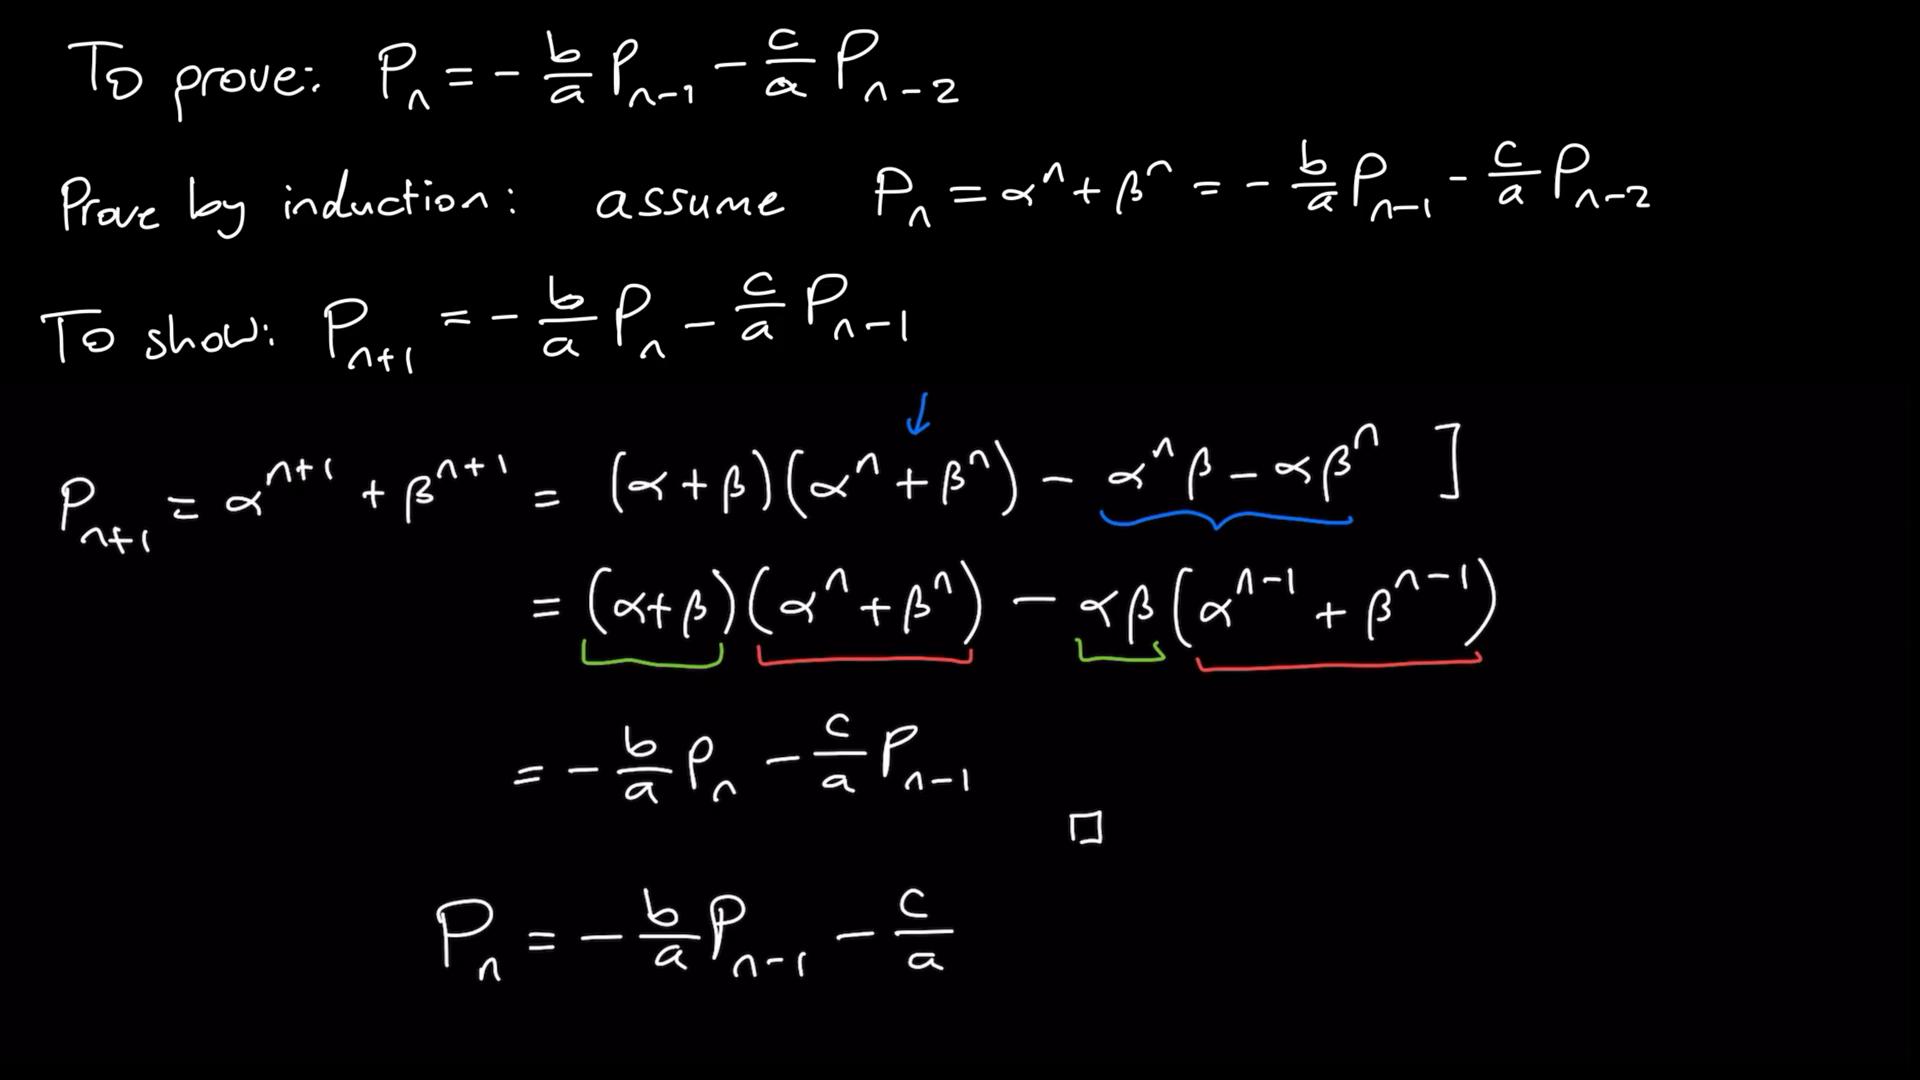 To prove: Pₙ = - b/a Pₙ₋₁ - c/a Pₙ₋₂
Prove by induction: assume Pₙ = αⁿ + βⁿ = - b/a Pₙ₋₁ - c/a Pₙ₋₂
To show: Pₙ₊₁ = - b/a Pₙ - c/a Pₙ₋₁
Pₙ₊₁ = αⁿ⁺¹ + βⁿ⁺¹ = (α + β)(αⁿ + βⁿ) - αⁿβ - αβⁿ ]
= (α + β)(αⁿ + βⁿ) - αβ(αⁿ⁻¹ + βⁿ⁻¹)
= - b/a Pₙ - c/a Pₙ₋₁
□
Pₙ = - b/a Pₙ₋₁ - c/a